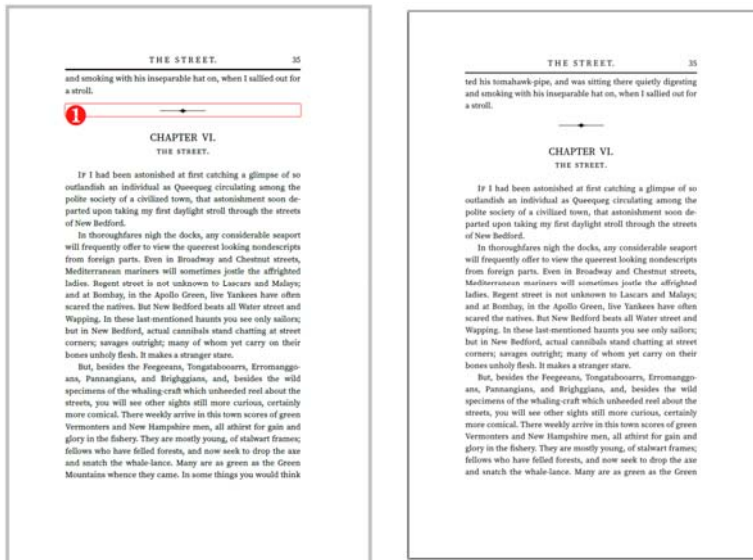 THE STREET. 35
and smoking with his inseparable hat on, when I sallied out for
a stroll.
1
CHAPTER VI.
THE STREET.
IF I had been astonished at first catching a glimpse of so
outlandish an individual as Queequeg circulating among the
polite society of a civilized town, that astonishment soon de-
parted upon taking my first daylight stroll through the streets
of New Bedford.
In thoroughfares nigh the docks, any considerable seaport
will frequently offer to view the queerest looking nondescripts
from foreign parts. Even in Broadway and Chestnut streets,
Mediterranean mariners will sometimes jostle the affrighted
ladies. Regent street is not unknown to Lascars and Malays;
and at Bombay, in the Apollo Green, live Yankees have often
scared the natives. But New Bedford beats all Water street and
Wapping. In these last-mentioned haunts you see only sailors;
but in New Bedford, actual cannibals stand chatting at street
corners; savages outright; many of whom yet carry on their
bones unholy flesh. It makes a stranger stare.
But, besides the Feegeeans, Tongatabooarrs, Erromanggo-
ans, Pannangians, and Brighggians, and, besides the wild
specimens of the whaling-craft which unheeded reel about the
streets, you will see other sights still more curious, certainly
more comical. There weekly arrive in this town scores of green
Vermonters and New Hampshire men, all athirst for gain and
glory in the fishery. They are mostly young, of stalwart frames;
fellows who have felled forests, and now seek to drop the axe
and snatch the whale-lance. Many are as green as the Green
Mountains whence they came. In some things you would think
THE STREET. 35
ted his tomahawk-pipe, and was sitting there quietly digesting
and smoking with his inseparable hat on, when I sallied out for
a stroll.
CHAPTER VI.
THE STREET.
IF I had been astonished at first catching a glimpse of so
outlandish an individual as Queequeg circulating among the
polite society of a civilized town, that astonishment soon de-
parted upon taking my first daylight stroll through the streets
of New Bedford.
In thoroughfares nigh the docks, any considerable seaport
will frequently offer to view the queerest looking nondescripts
from foreign parts. Even in Broadway and Chestnut streets,
Mediterranean mariners will sometimes jostle the affrighted
ladies. Regent street is not unknown to Lascars and Malays;
and at Bombay, in the Apollo Green, live Yankees have often
scared the natives. But New Bedford beats all Water street and
Wapping. In these last-mentioned haunts you see only sailors;
but in New Bedford, actual cannibals stand chatting at street
corners; savages outright; many of whom yet carry on their
bones unholy flesh. It makes a stranger stare.
But, besides the Feegeeans, Tongatabooarrs, Erromanggo-
ans, Pannangians, and Brighggians, and, besides the wild
specimens of the whaling-craft which unheeded reel about the
streets, you will see other sights still more curious, certainly
more comical. There weekly arrive in this town scores of green
Vermonters and New Hampshire men, all athirst for gain and
glory in the fishery. They are mostly young, of stalwart frames;
fellows who have felled forests, and now seek to drop the axe
and snatch the whale-lance. Many are as green as the Green